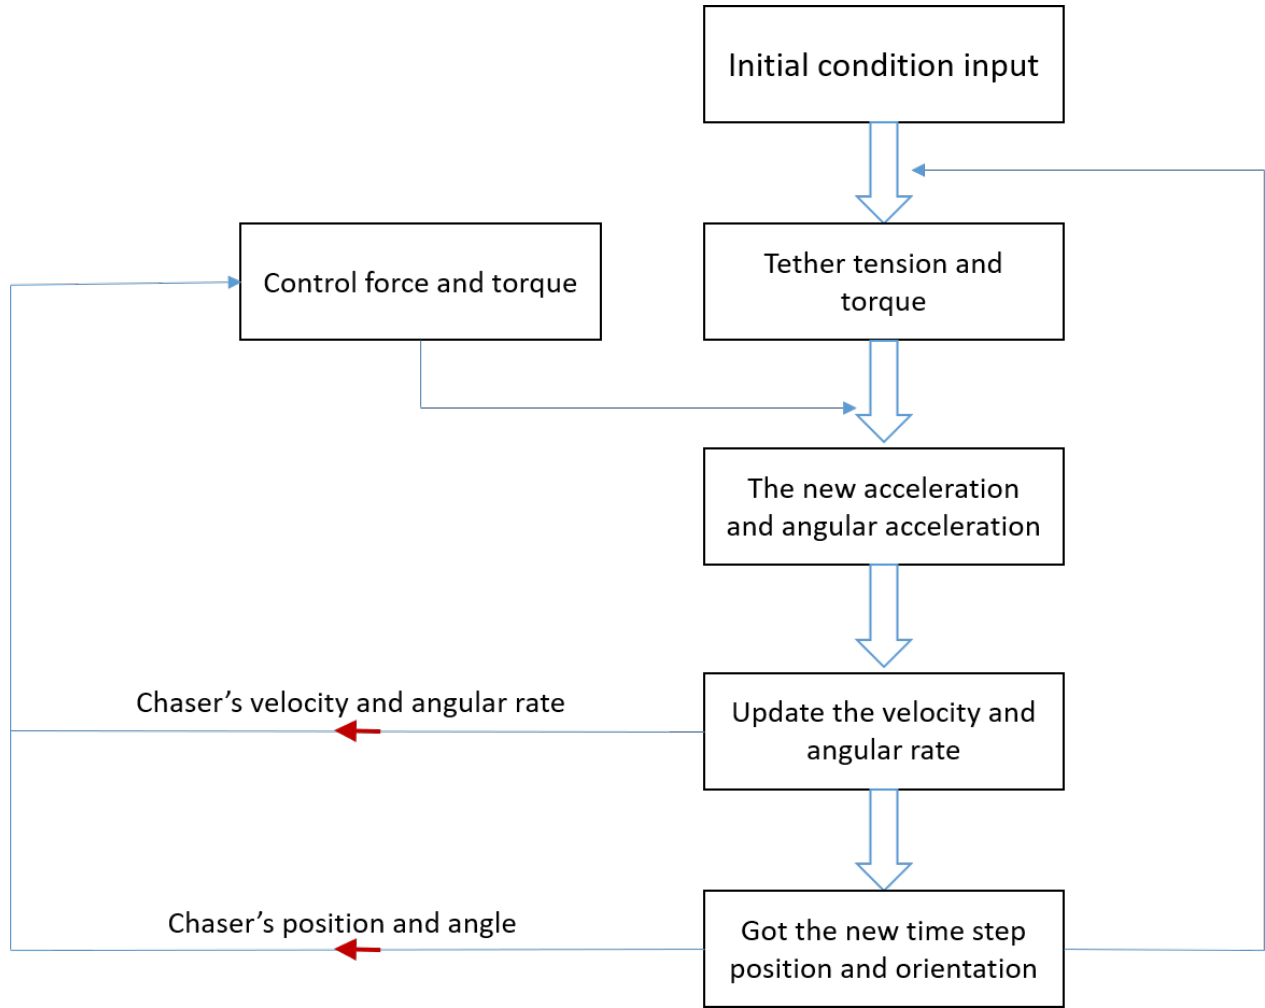 Initial condition input
Control force and torque
Tether tension and
torque
The new acceleration
and angular acceleration
Chaser’s velocity and angular rate
Update the velocity and
angular rate
Chaser’s position and angle
Got the new time step
position and orientation